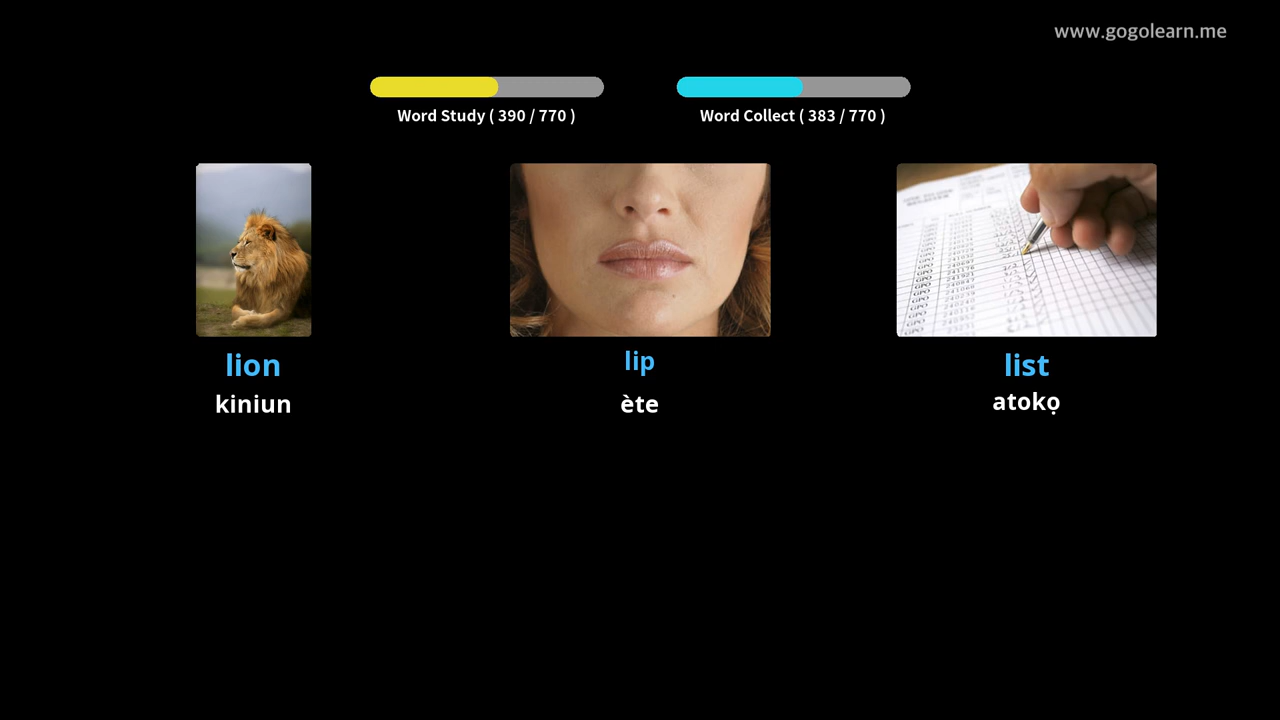 www.gogolearn.me
Word Study ( 390 / 770 )
Word Collect ( 383 / 770 )
lion
lip
list
kiniun
ète
atokọ